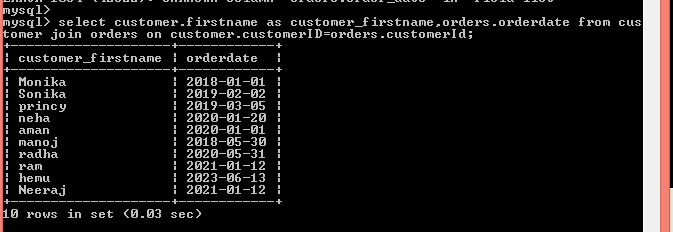 mysql>
mysql> select customer.firstname as customer_firstname,orders.orderdate from cus
tomer join orders on customer.customerID=orders.customerId;
+--------------------+------------+
| customer_firstname | orderdate  |
+--------------------+------------+
| Monika             | 2018-01-01 |
| Sonika             | 2019-02-02 |
| princy             | 2019-03-05 |
| neha               | 2020-01-20 |
| aman               | 2020-01-01 |
| manoj              | 2018-05-30 |
| radha              | 2020-05-31 |
| ram                | 2021-01-12 |
| hemu               | 2023-06-13 |
| Neeraj             | 2021-01-12 |
+--------------------+------------+
10 rows in set (0.03 sec)